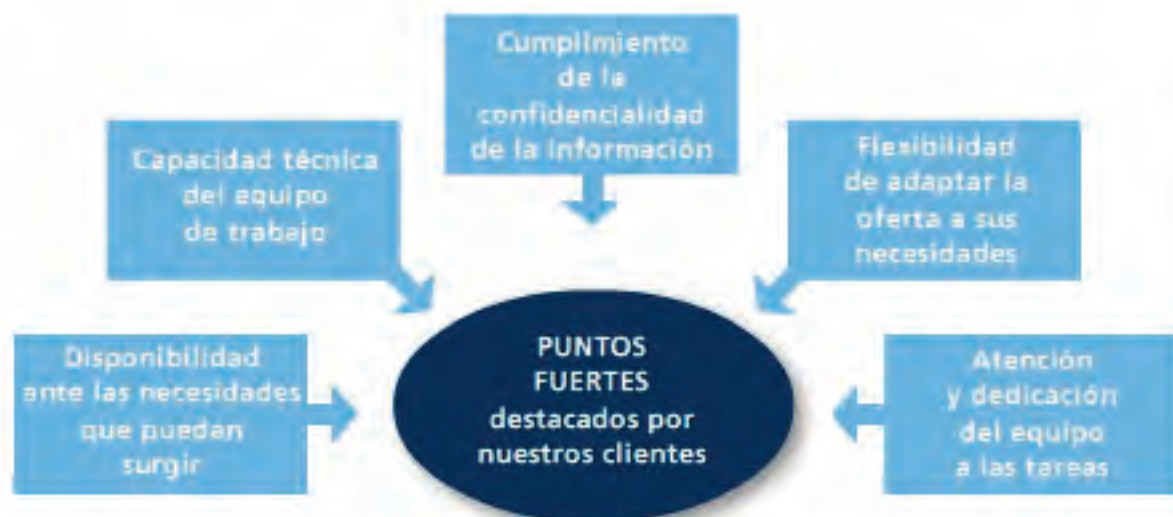 Cumplimiento
de la
confidencialidad
de la información
Capacidad técnica
del equipo
de trabajo
Flexibilidad
de adaptar la
oferta a sus
necesidades
Disponibilidad
ante las necesidades
que puedan
surgir
PUNTOS
FUERTES
destacados por
nuestros clientes
Atención
y dedicación
del equipo
a las tareas